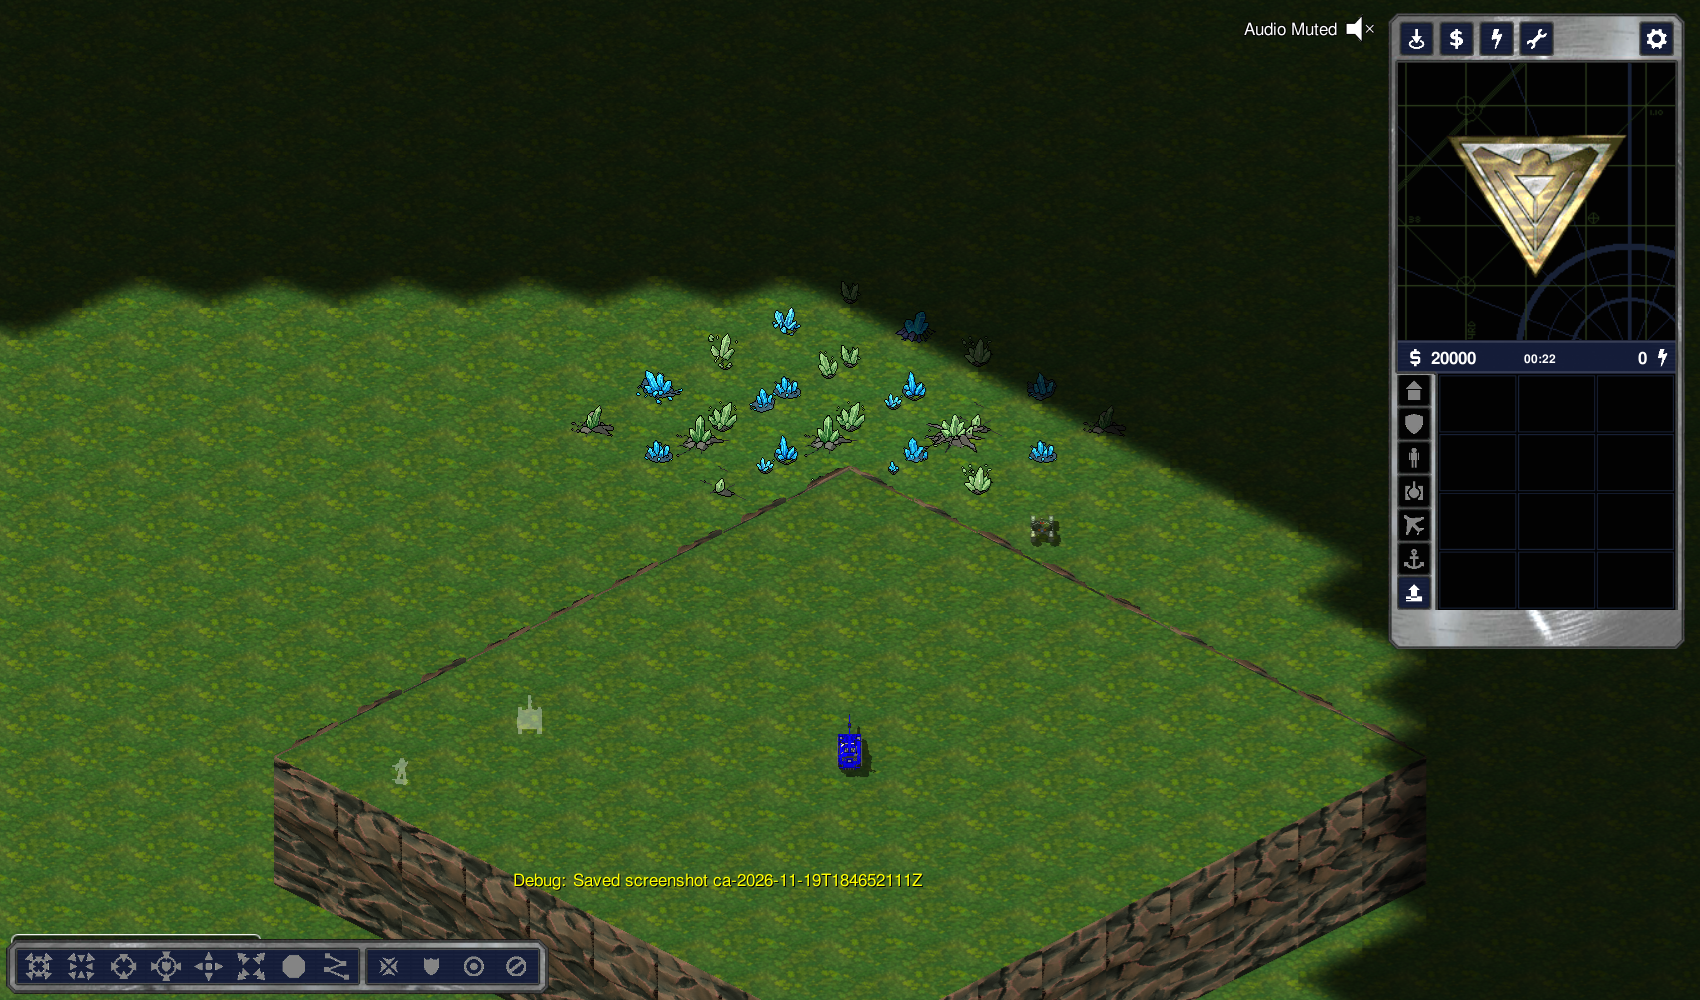 Audio Muted
$ 20000 00:22 0
Debug: Saved screenshot ca-2026-11-19T184652111Z